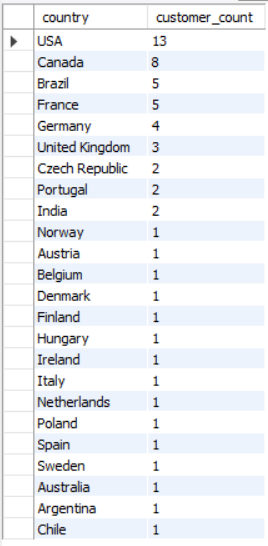 country customer_count
USA 13
Canada 8
Brazil 5
France 5
Germany 4
United Kingdom 3
Czech Republic 2
Portugal 2
India 2
Norway 1
Austria 1
Belgium 1
Denmark 1
Finland 1
Hungary 1
Ireland 1
Italy 1
Netherlands 1
Poland 1
Spain 1
Sweden 1
Australia 1
Argentina 1
Chile 1